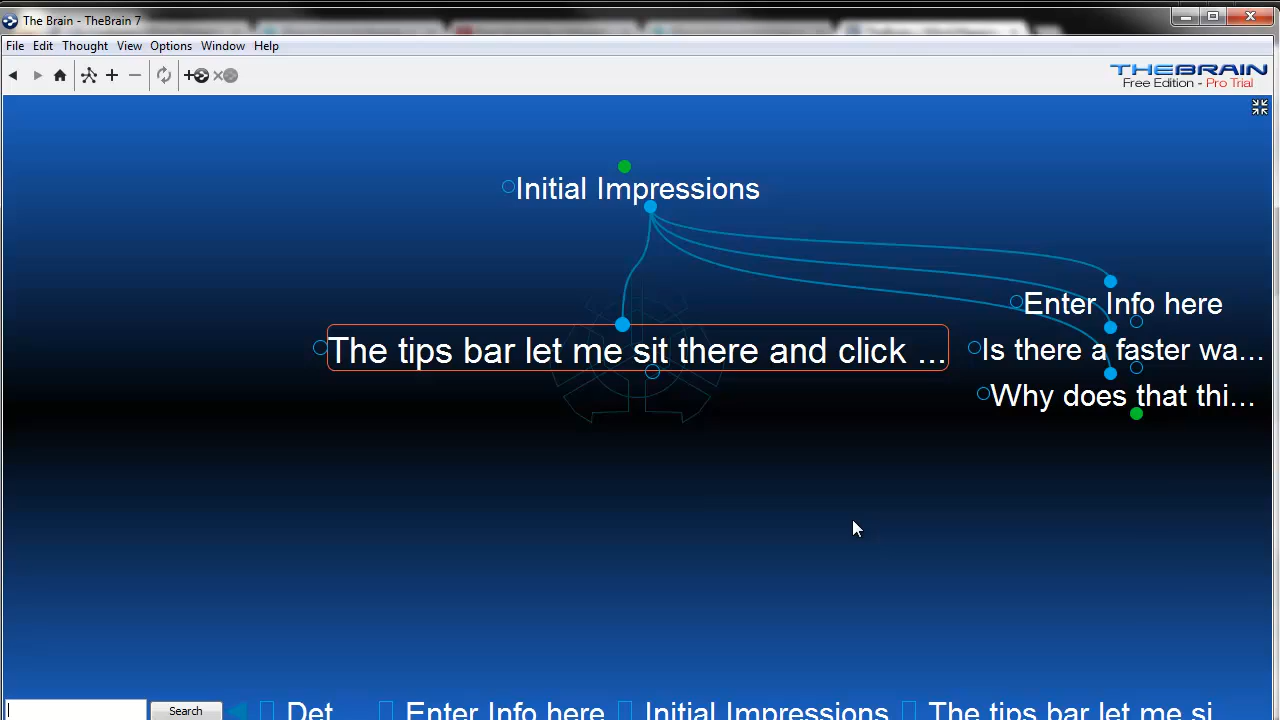 The Brain - TheBrain 7
File Edit Thought View Options Window Help
THEBRAIN
Free Edition - Pro Trial
Initial Impressions
Enter Info here
The tips bar let me sit there and click ...
Is there a faster wa...
Why does that thi...
Search Det Enter Info here Initial Impressions The tips bar let me si